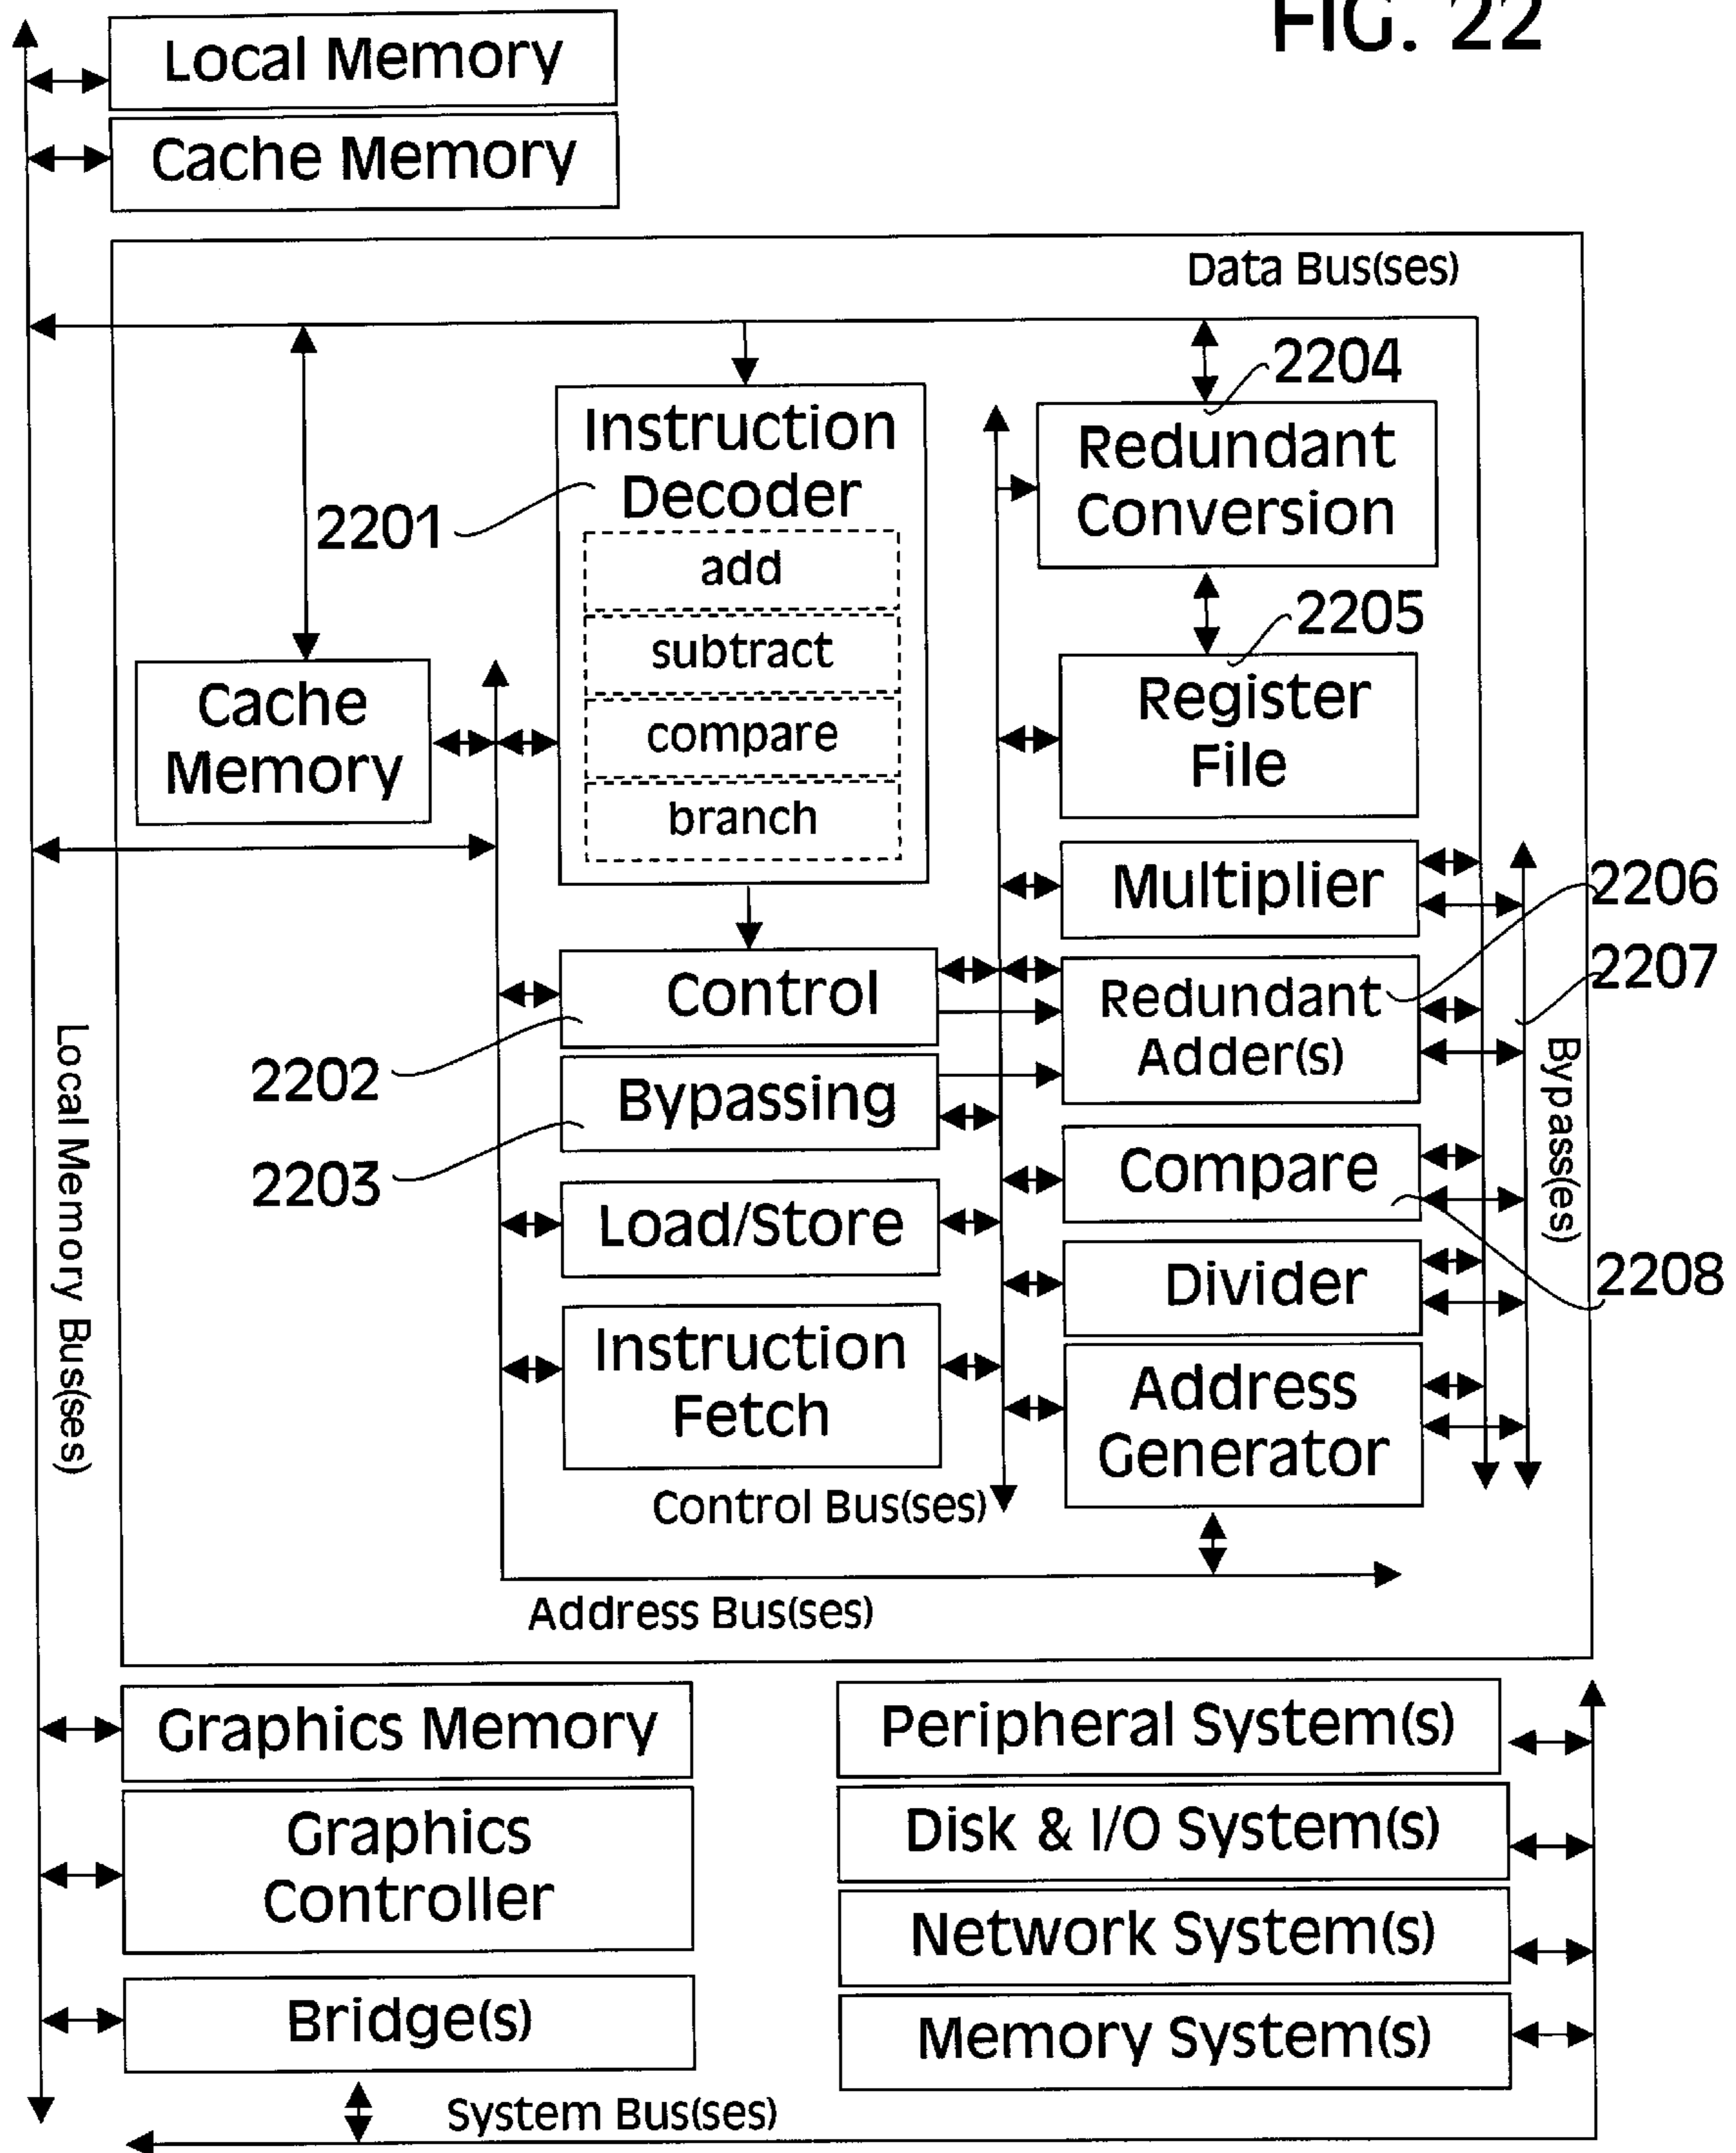 FIG. 22
Local Memory
Cache Memory
Data Bus(ses)
2204
Instruction
Decoder
2201
add
subtract
compare
branch
Redundant
Conversion
2205
Cache
Memory
Register
File
Multiplier
2206
Control
2202
Redundant
Adder(s)
2207
Bypassing
2203
Bypass(es)
Local Memory Bus(ses)
Load/Store
Compare
2208
Divider
Instruction
Fetch
Address
Generator
Control Bus(ses)
Address Bus(ses)
Graphics Memory
Graphics
Controller
Bridge(s)
Peripheral System(s)
Disk & I/O System(s)
Network System(s)
Memory System(s)
System Bus(ses)